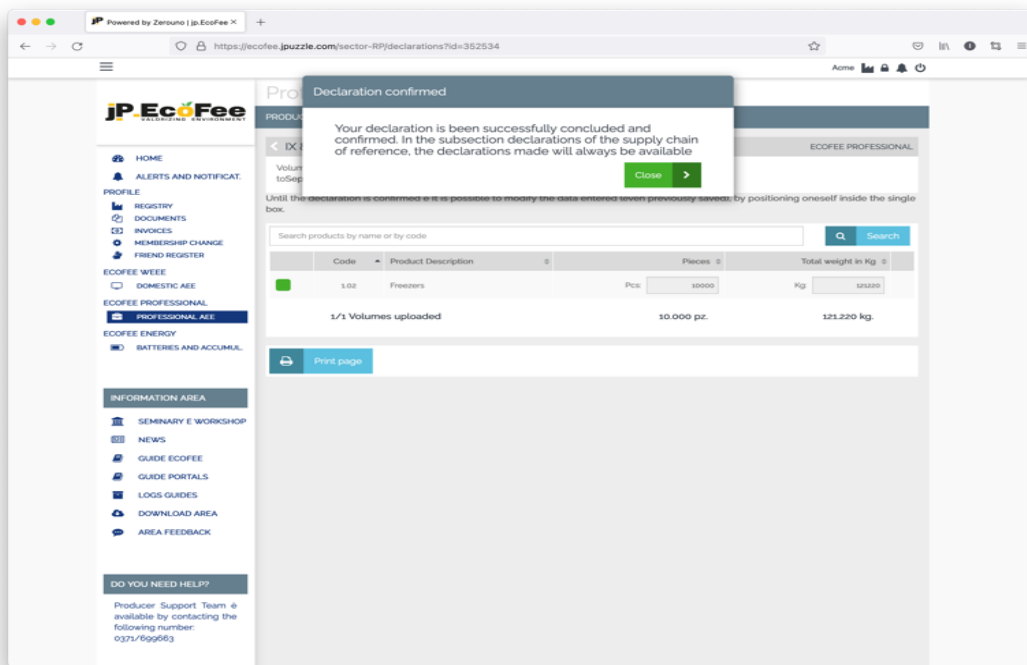 Powered by Zerouno | jp.EcoFee
https://ecofee.jpuzzle.com/sector-RP/declarations?id=352534
Acme
jP.EcoFee
VALORIZING ENVIRONMENT
HOME
ALERTS AND NOTIFICAT.
PROFILE
REGISTRY
DOCUMENTS
INVOICES
MEMBERSHIP CHANGE
FRIEND REGISTER
ECOFEE WEEE
DOMESTIC AEE
ECOFEE PROFESSIONAL
PROFESSIONAL AEE
ECOFEE ENERGY
BATTERIES AND ACCUMUL.
INFORMATION AREA
SEMINARY E WORKSHOP
NEWS
GUIDE ECOFEE
GUIDE PORTALS
LOGS GUIDES
DOWNLOAD AREA
AREA FEEDBACK
DO YOU NEED HELP?
Producer Support Team è
available by contacting the
following number:
0371/699663
Declaration confirmed
Your declaration is been successfully concluded and
confirmed. In the subsection declarations of the supply chain
of reference, the declarations made will always be available
Close
ECOFEE PROFESSIONAL
Until the declaration is confirmed e it is possible to modify the data entered (even previously saved), by positioning oneself inside the single
box.
Search products by name or by code
Search
Code Product Description Pieces Total weight in Kg
1.02 Freezers Pcs: 10000 Kg: 121220
1/1 Volumes uploaded 10.000 pz. 121.220 kg.
Print page